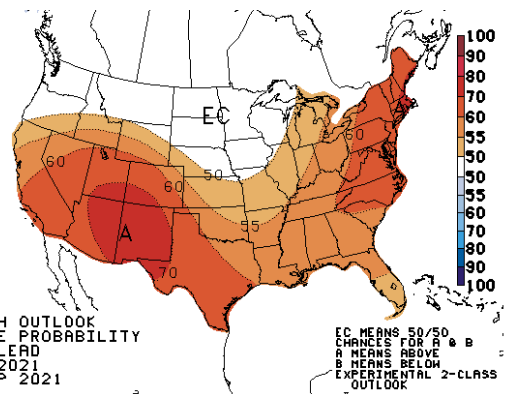 EC
60
60
60
50
55
A
A
70
100
90
80
70
60
55
50
55
60
70
80
90
100
H OUTLOOK
E PROBABILITY
LEAD
2021
P 2021
EC MEANS 50/50
CHANCES FOR A & B
A MEANS ABOVE
B MEANS BELOW
EXPERIMENTAL 2-CLASS
OUTLOOK